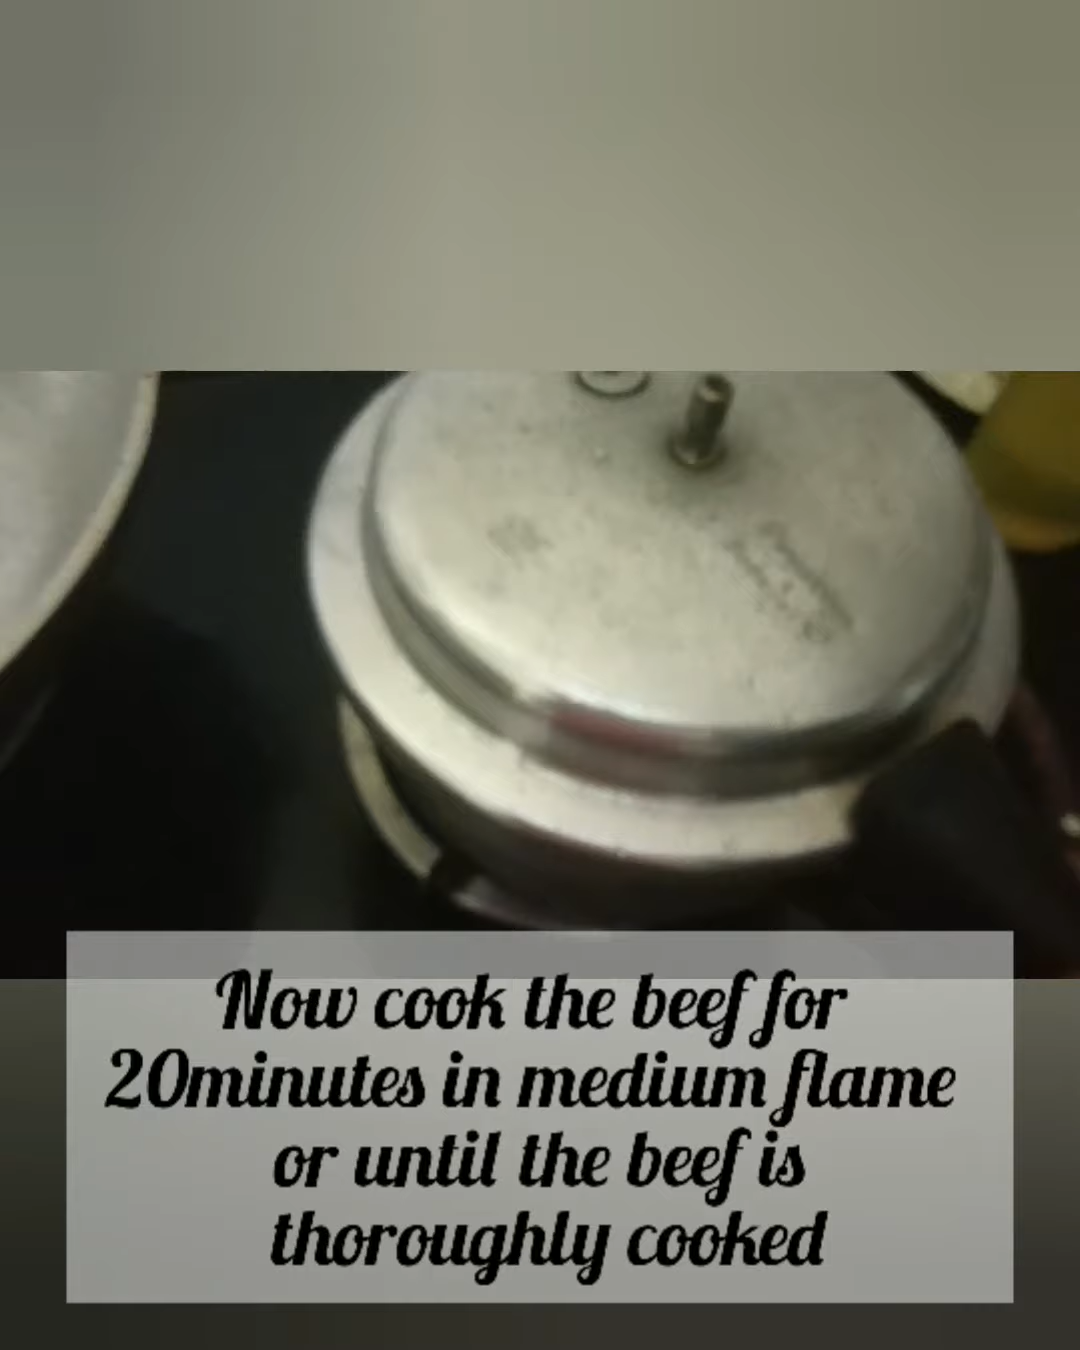 Now cook the beef for
20minutes in medium flame
or until the beef is
thoroughly cooked